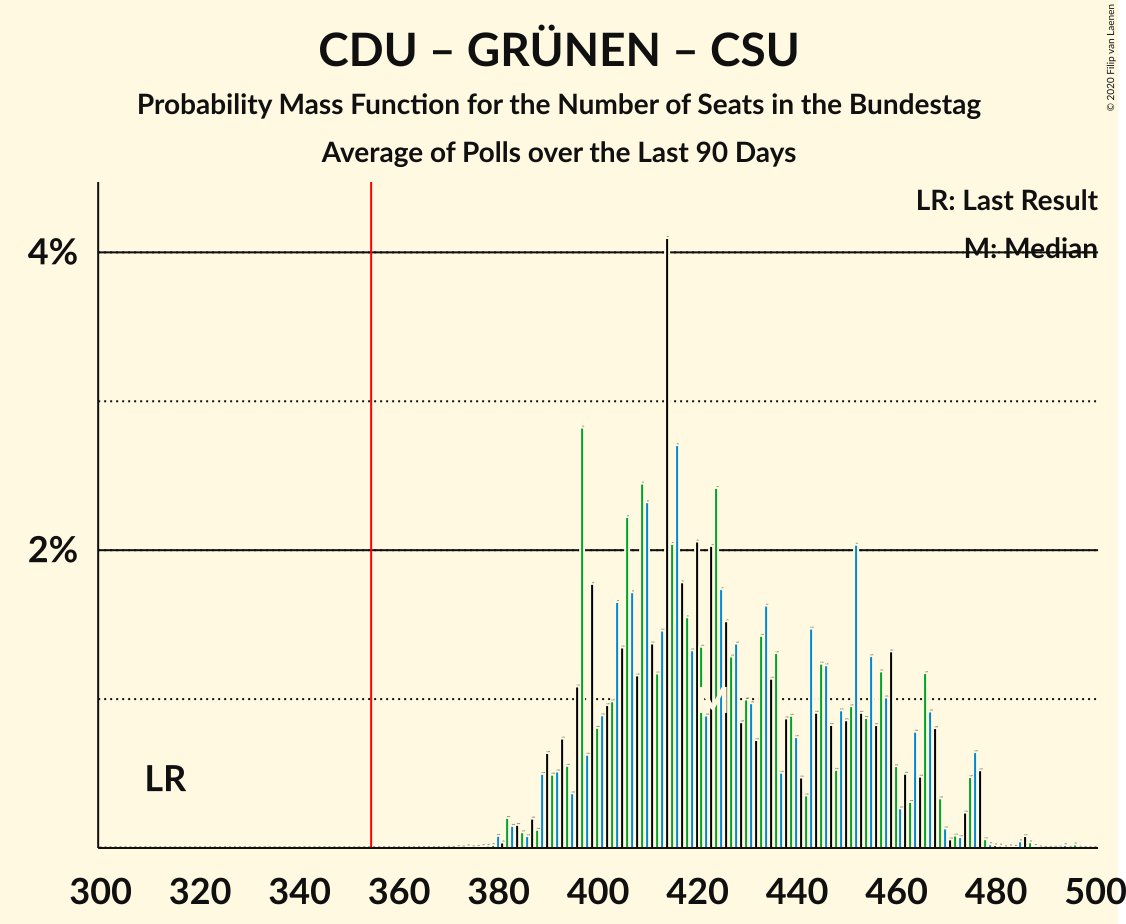 CDU – GRÜNEN – CSU
Probability Mass Function for the Number of Seats in the Bundestag
Average of Polls over the Last 90 Days
© 2020 Filip van Laenen
LR: Last Result
M: Median
4%
2%
LR
300 320 340 360 380 400 420 440 460 480 500